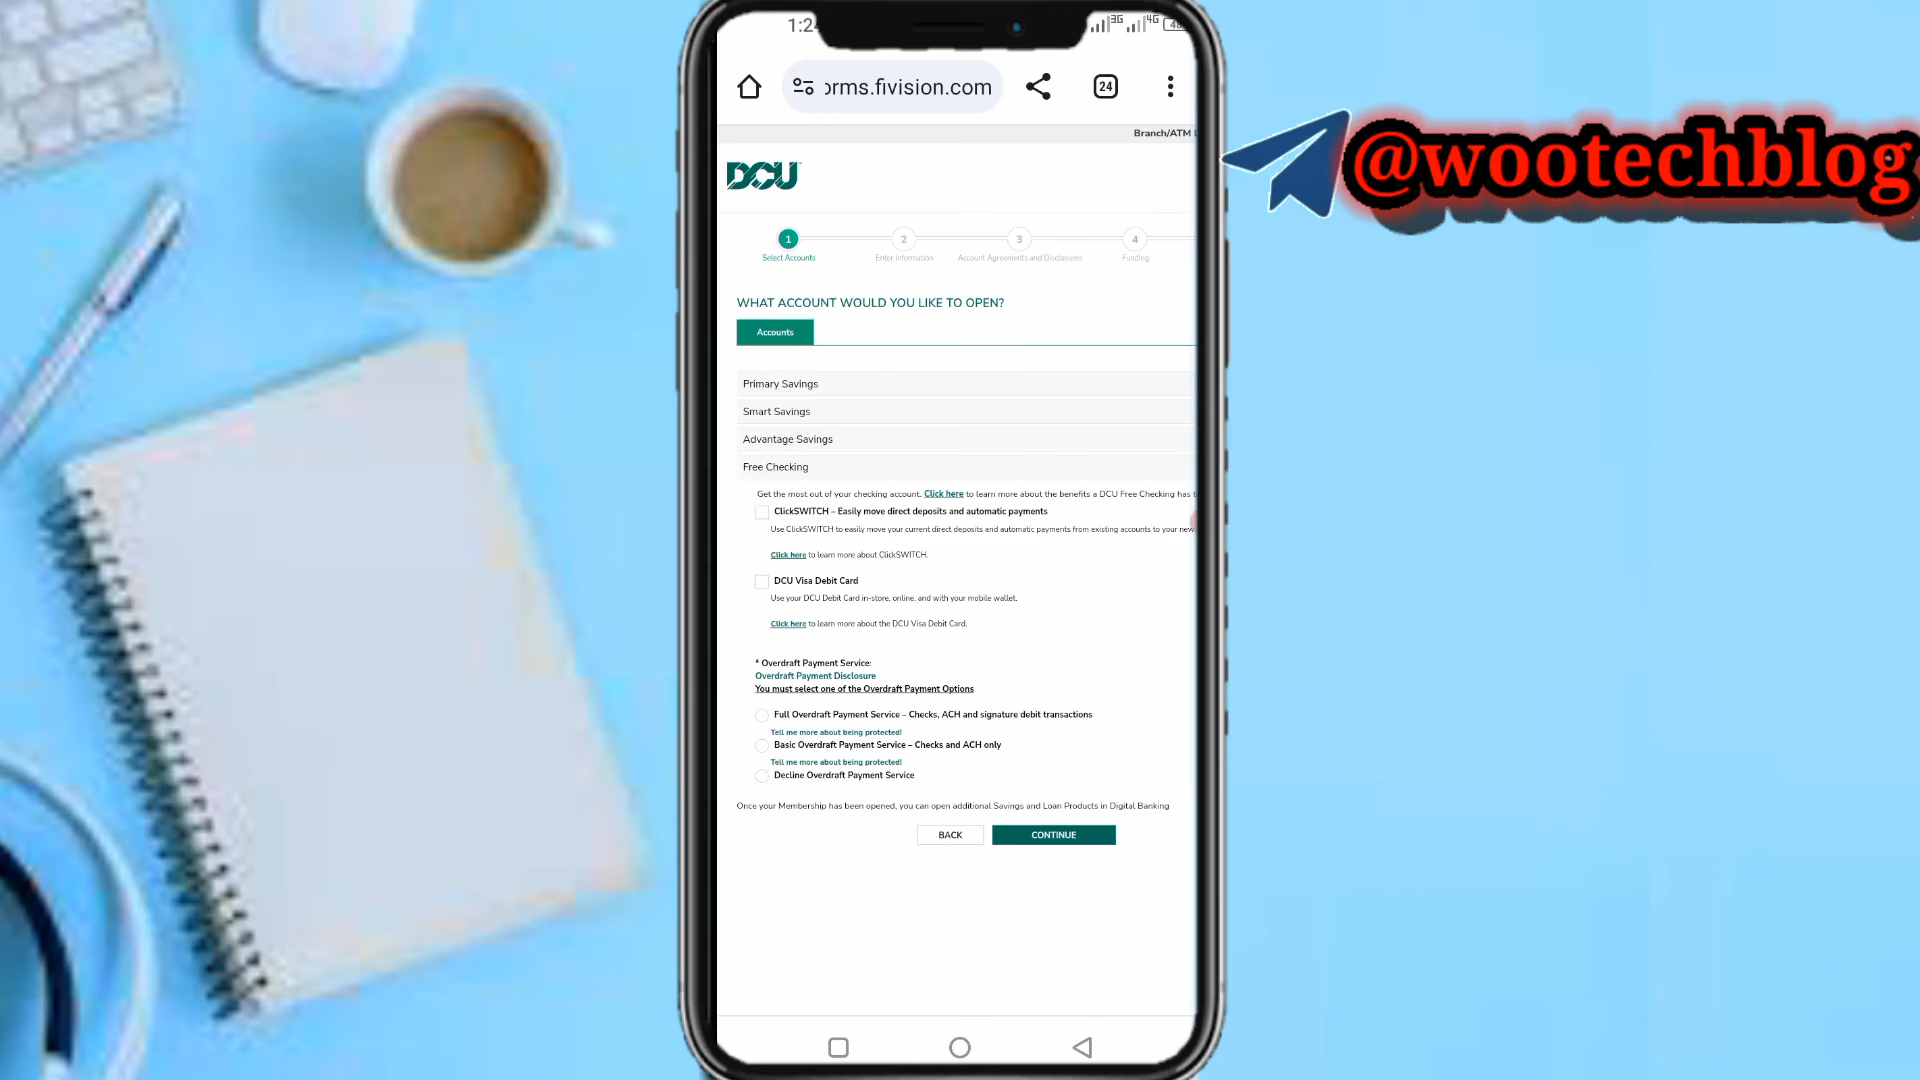 1:24
3G 4G
orms.fivision.com
24
Branch/ATM
@wootechblog
DCU
1 2 3 4
Select Accounts Enter Information Account Agreements and Disclosures Funding
WHAT ACCOUNT WOULD YOU LIKE TO OPEN?
Accounts
Primary Savings
Smart Savings
Advantage Savings
Free Checking
Get the most out of your checking account. Click here to learn more about the benefits a DCU Free Checking has
ClickSWITCH – Easily move direct deposits and automatic payments
Use ClickSWITCH to easily move your current direct deposits and automatic payments from existing accounts to your new
Click here to learn more about ClickSWITCH.
DCU Visa Debit Card
Use your DCU Debit Card in-store, online, and with your mobile wallet.
Click here to learn more about the DCU Visa Debit Card.
* Overdraft Payment Service:
Overdraft Payment Disclosure
You must select one of the Overdraft Payment Options
Full Overdraft Payment Service – Checks, ACH and signature debit transactions
Tell me more about being protected!
Basic Overdraft Payment Service – Checks and ACH only
Tell me more about being protected!
Decline Overdraft Payment Service
Once your Membership has been opened, you can open additional Savings and Loan Products in Digital Banking
BACK CONTINUE